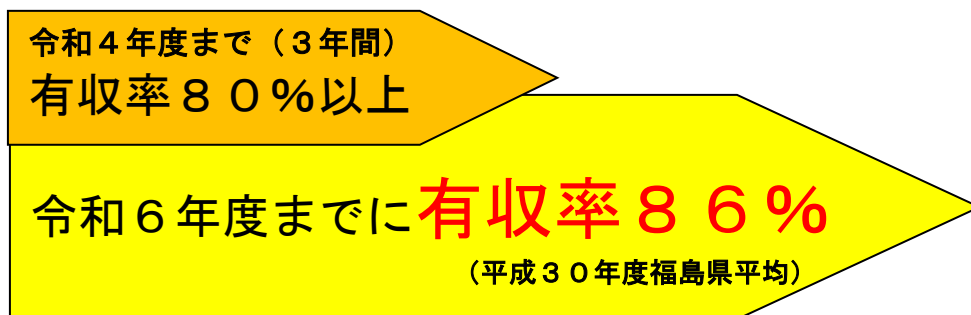 令和４年度まで（３年間）
有収率８０％以上
令和６年度までに有収率８６％
（平成３０年度福島県平均）